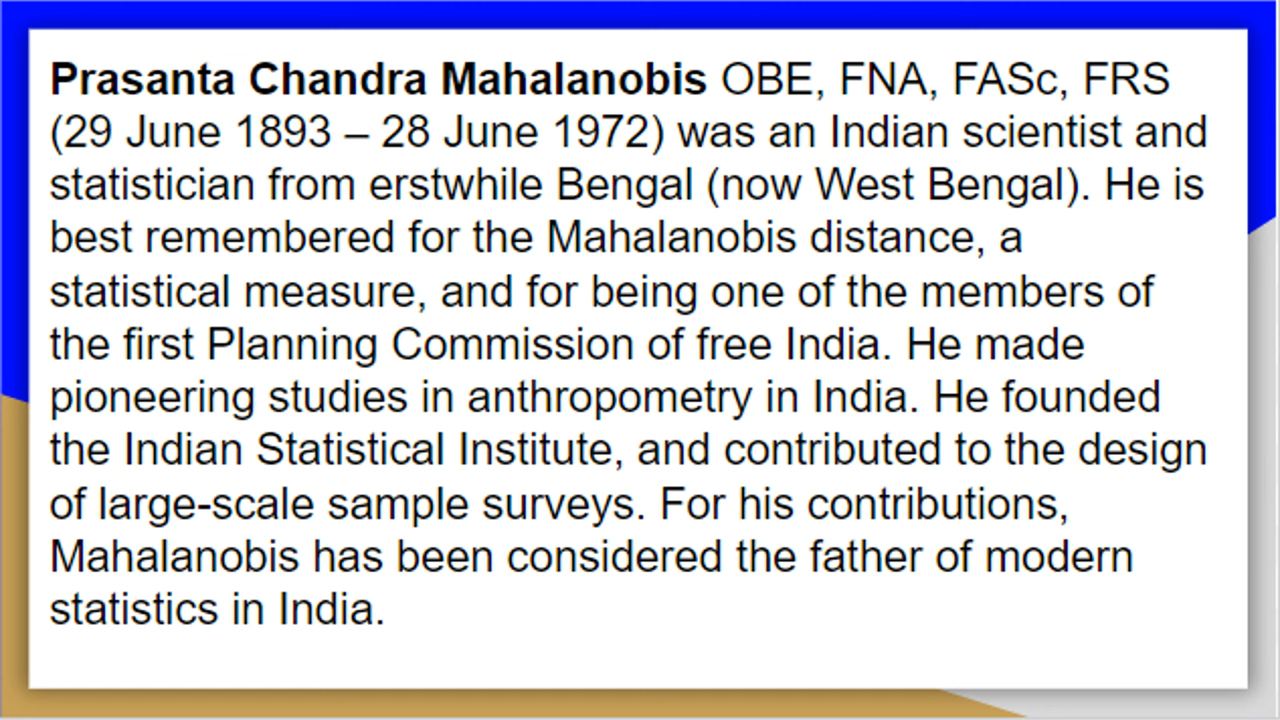 Prasanta Chandra Mahalanobis OBE, FNA, FASc, FRS
(29 June 1893 – 28 June 1972) was an Indian scientist and
statistician from erstwhile Bengal (now West Bengal). He is
best remembered for the Mahalanobis distance, a
statistical measure, and for being one of the members of
the first Planning Commission of free India. He made
pioneering studies in anthropometry in India. He founded
the Indian Statistical Institute, and contributed to the design
of large-scale sample surveys. For his contributions,
Mahalanobis has been considered the father of modern
statistics in India.